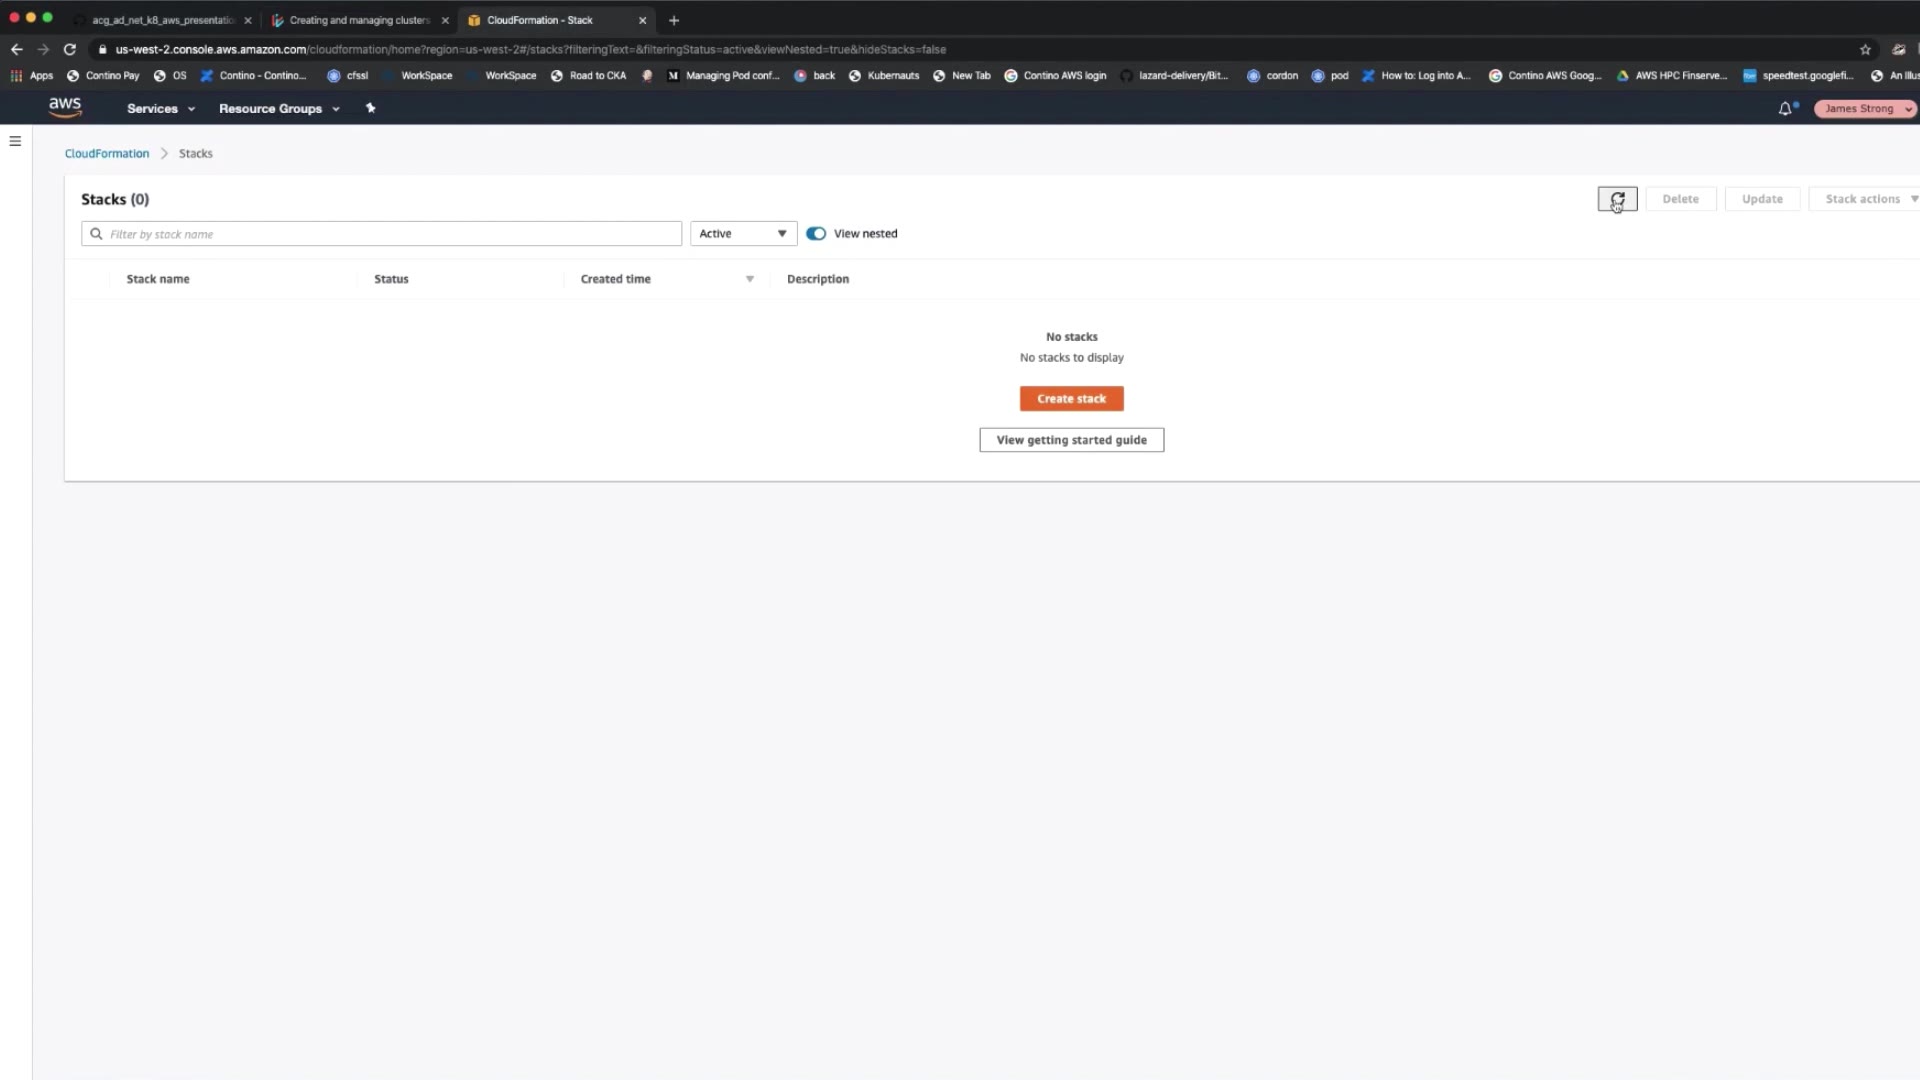 acg_ad_net_k8_aws_presentatio
Creating and managing clusters
CloudFormation - Stack
us-west-2.console.aws.amazon.com/cloudformation/home?region=us-west-2#/stacks?filteringText=&filteringStatus=active&viewNested=true&hideStacks=false
Apps
Contino Pay
OS
Contino - Contino...
cfssl
WorkSpace
WorkSpace
Road to CKA
M
Managing Pod conf...
back
Kubernauts
New Tab
Contino AWS login
lazard-delivery/Bit...
cordon
pod
How to: Log into A...
Contino AWS Goog...
AWS HPC Finserve...
speedtest.googlefi...
An Illus
aws
Services
Resource Groups
James Strong
CloudFormation
Stacks
Stacks (0)
Delete
Update
Stack actions
Filter by stack name
Active
View nested
Stack name
Status
Created time
Description
No stacks
No stacks to display
Create stack
View getting started guide